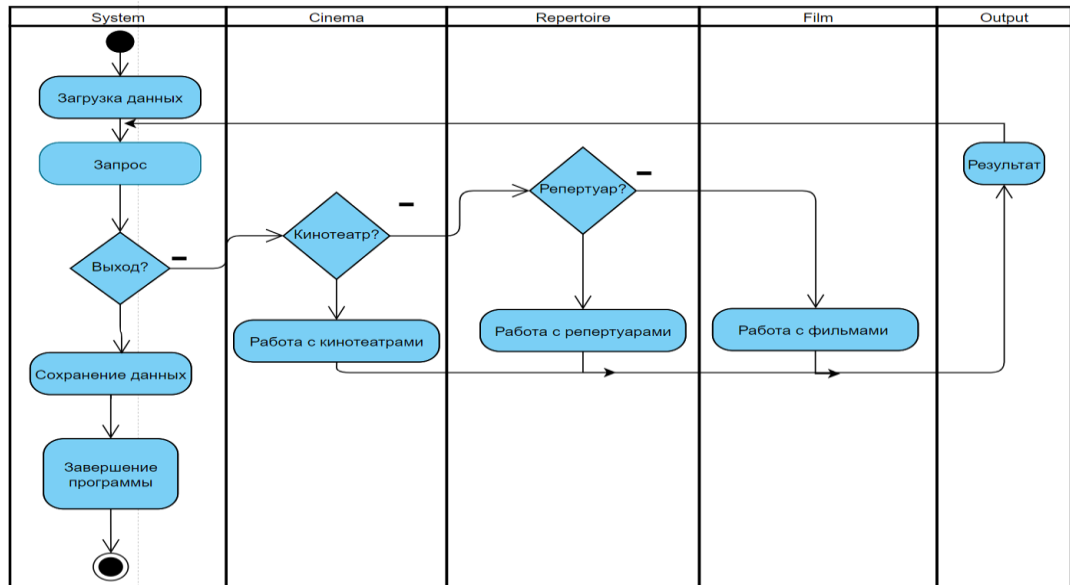 System
Cinema
Repertoire
Film
Output
Загрузка данных
Запрос
Выход?
Сохранение данных
Завершение
программы
Кинотеатр?
Работа с кинотеатрами
Репертуар?
Работа с репертуарами
Работа с фильмами
Результат